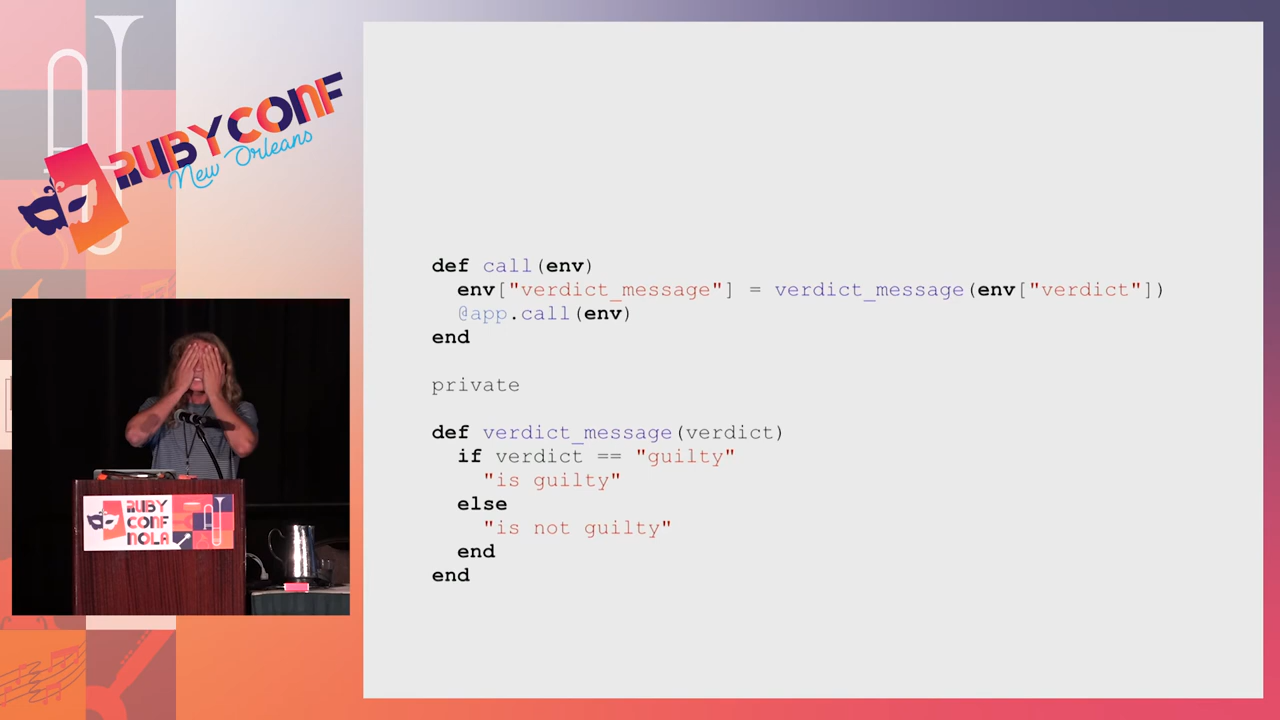 RUBYCONF
New Orleans
RUBY
CONF
NOLA
def call(env)
  env["verdict_message"] = verdict_message(env["verdict"])
  @app.call(env)
end
private
def verdict_message(verdict)
  if verdict == "guilty"
    "is guilty"
  else
    "is not guilty"
  end
end